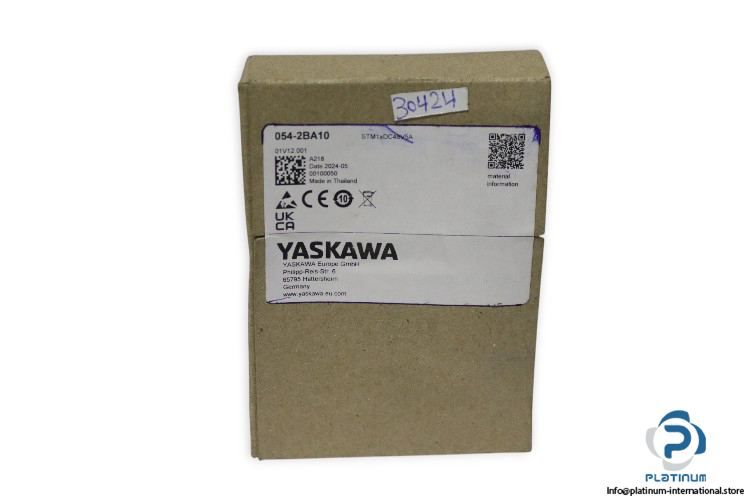 30424
054-2BA10 STM1xDC48v5A
01V12.001
A218
Date 2024-05
00100050
Made in Thailand
material
information
10
UK
CA
YASKAWA
YASKAWA Europe GmbH
Philipp-Reis-Str. 6
65795 Hattersheim
Germany
www.yaskawa-eu.com
PLATINUM
Info@platinum-international.store